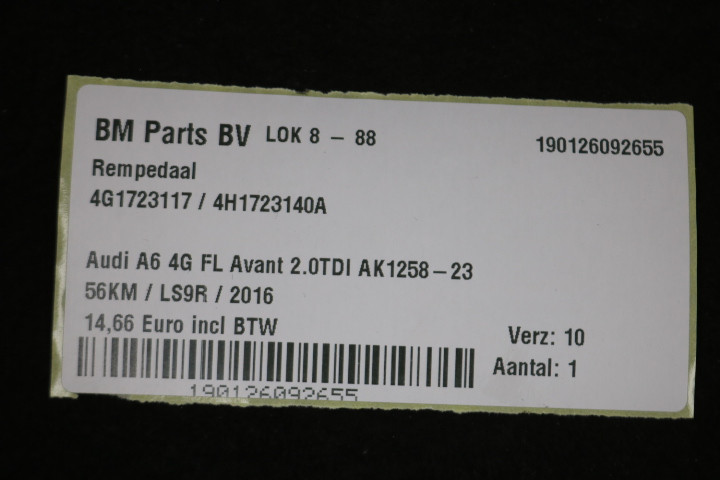 BM Parts BV LOK 8 - 88 190126092655
Rempedaal
4G1723117 / 4H1723140A
Audi A6 4G FL Avant 2.0TDI AK1258-23
56KM / LS9R / 2016
14,66 Euro incl BTW
Verz: 10
Aantal: 1
190126092655